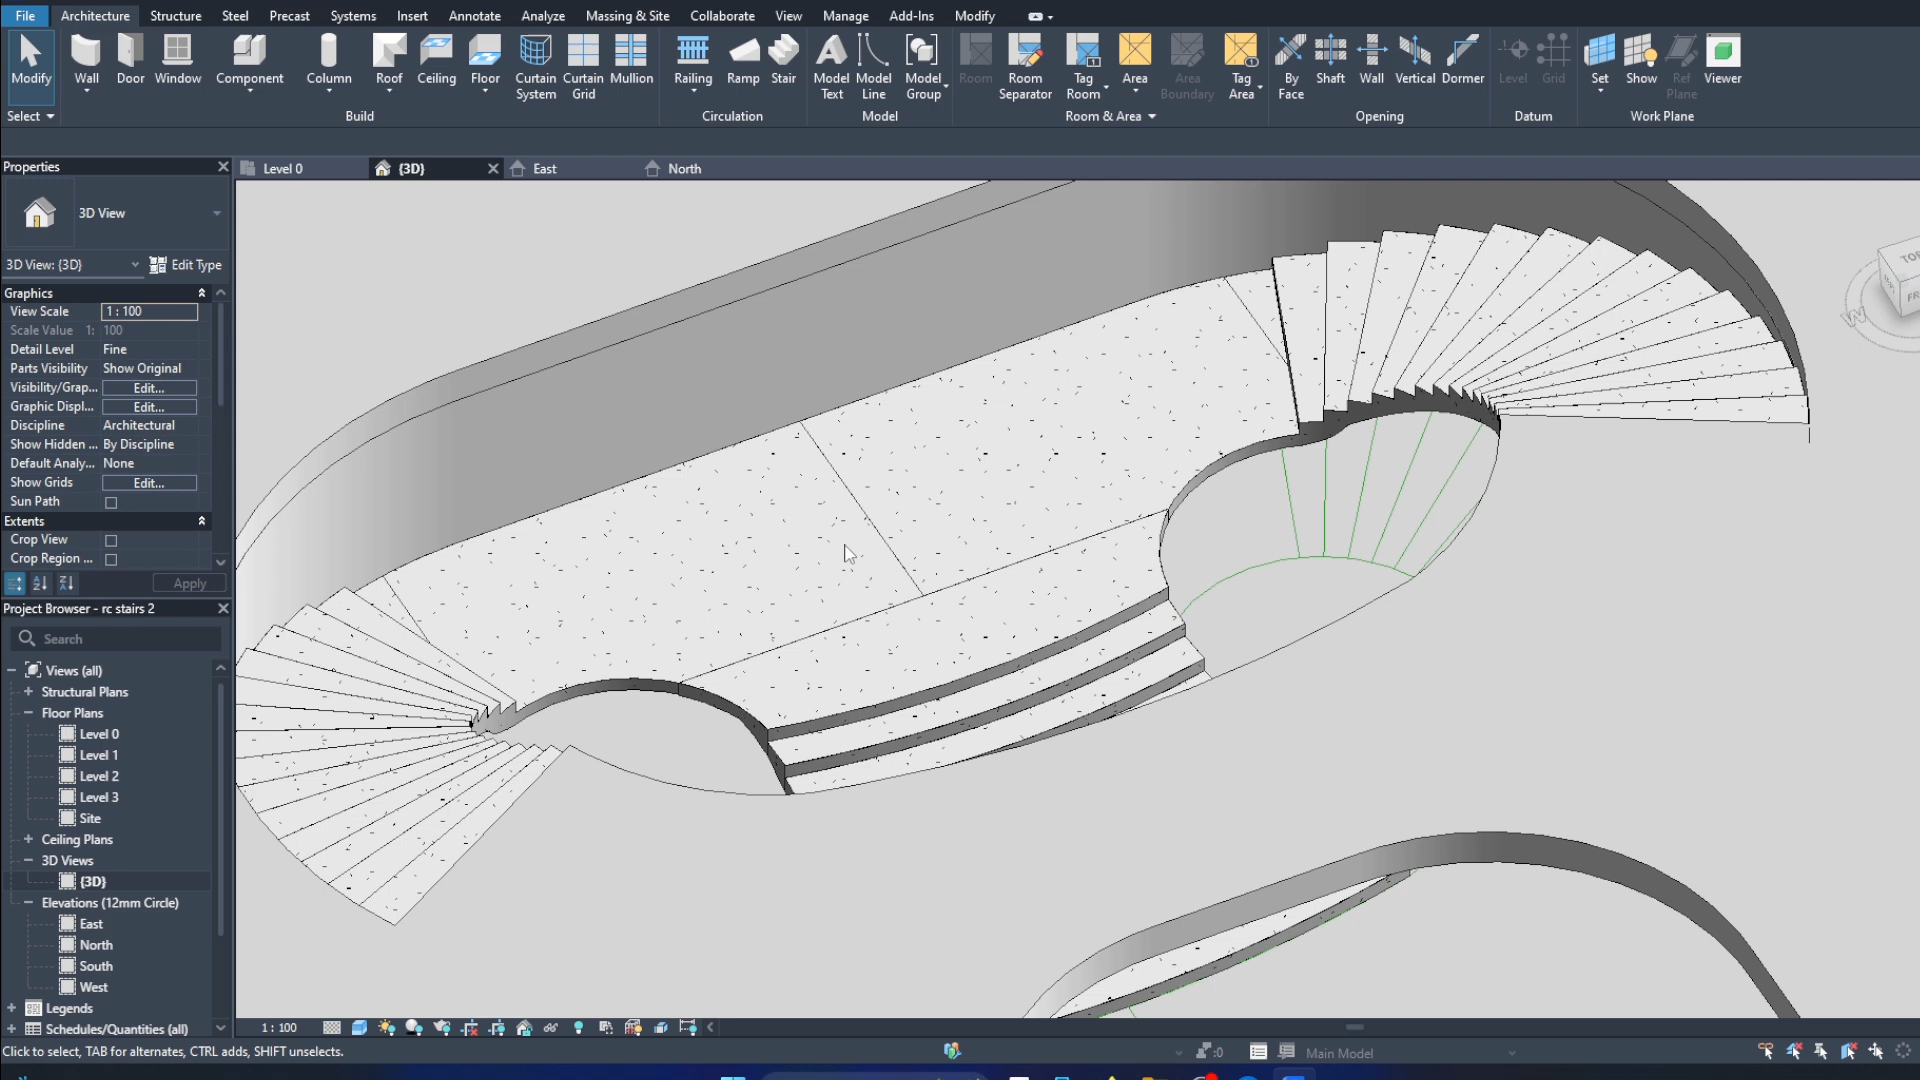 File Architecture Structure Steel Precast Systems Insert Annotate Analyze Massing & Site Collaborate View Manage Add-Ins Modify
Modify Wall Door Window Component Column Roof Ceiling Floor Curtain System Curtain Grid Mullion Railing Ramp Stair Model Text Model Line Model Group Room Room Separator Tag Room Area Area Boundary Tag Area By Face Shaft Wall Vertical Dormer Level Grid Set Show Ref Plane Viewer
Select Build Circulation Model Room & Area Opening Datum Work Plane
Properties
Level 0 {3D} East North
3D View
3D View: {3D} Edit Type
Graphics
View Scale 1 : 100
Scale Value 1: 100
Detail Level Fine
Parts Visibility Show Original
Visibility/Grap... Edit...
Graphic Displ... Edit...
Discipline Architectural
Show Hidden ... By Discipline
Default Analy... None
Show Grids Edit...
Sun Path
Extents
Crop View
Crop Region ...
Apply
Project Browser - rc stairs 2
Search
Views (all)
Structural Plans
Floor Plans
Level 0
Level 1
Level 2
Level 3
Site
Ceiling Plans
3D Views
{3D}
Elevations (12mm Circle)
East
North
South
West
Legends
Schedules/Quantities (all)
W
1 : 100
Click to select, TAB for alternates, CTRL adds, SHIFT unselects.
:0
Main Model